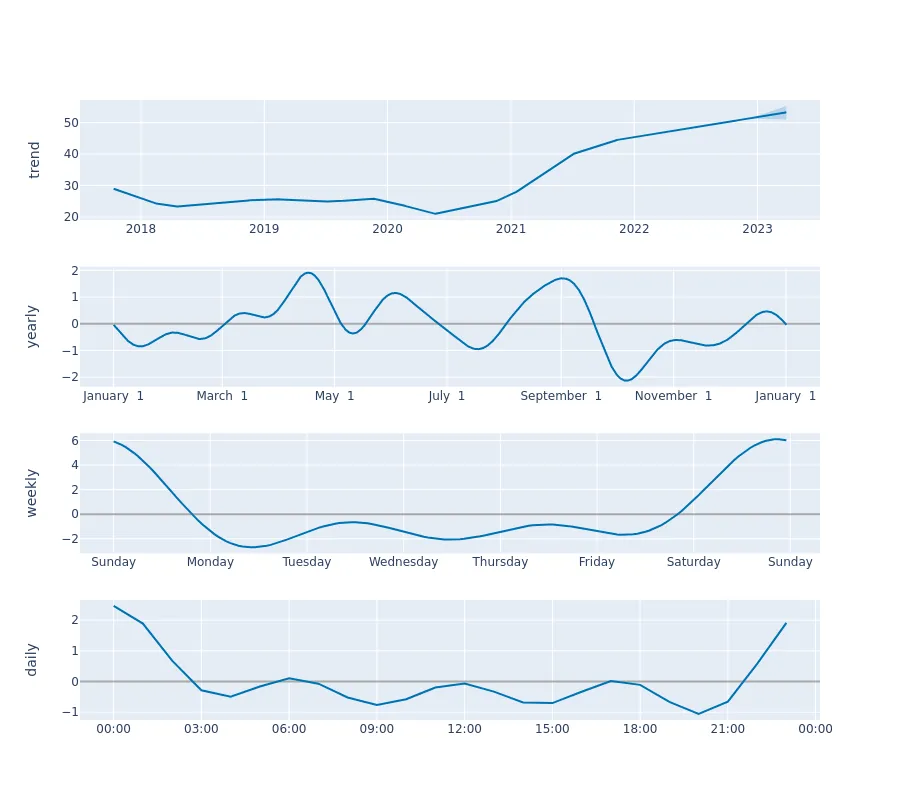 trend
50
40
30
20
2018 2019 2020 2021 2022 2023
yearly
2
1
0
−1
−2
January 1 March 1 May 1 July 1 September 1 November 1 January 1
weekly
6
4
2
0
−2
Sunday Monday Tuesday Wednesday Thursday Friday Saturday Sunday
daily
2
1
0
−1
00:00 03:00 06:00 09:00 12:00 15:00 18:00 21:00 00:00